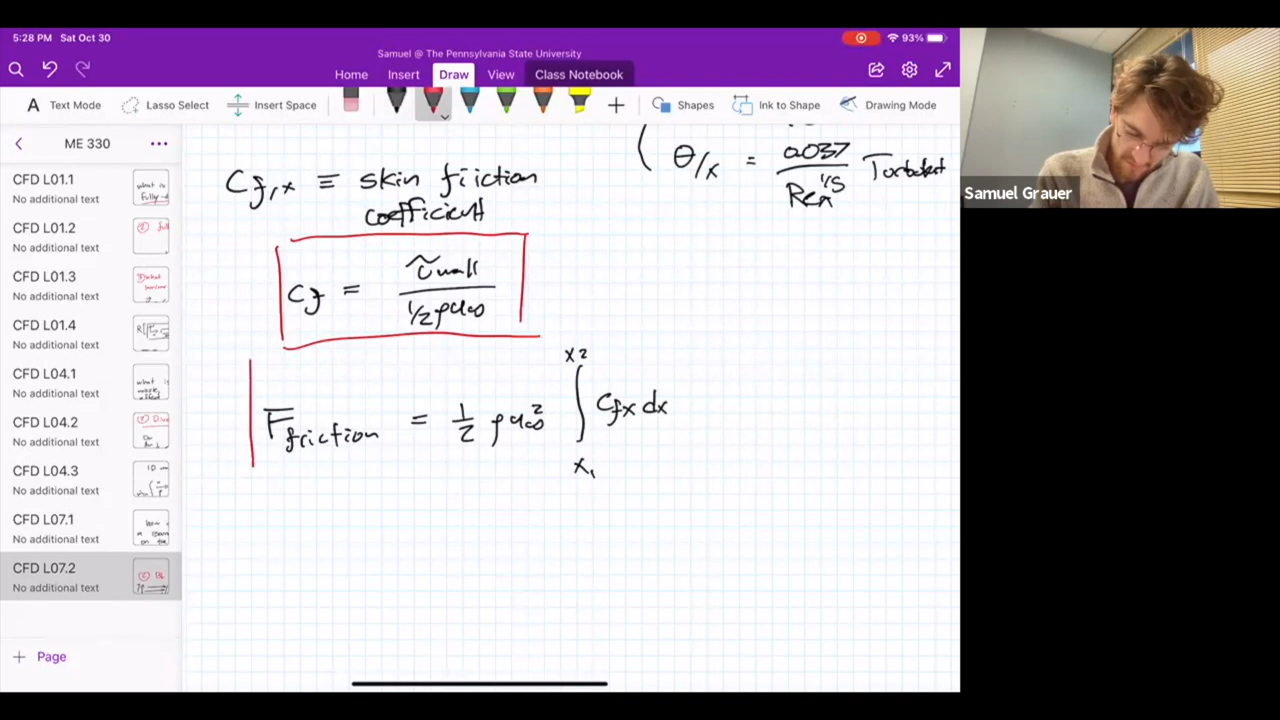 5:28 PM Sat Oct 30
93%
Samuel @ The Pennsylvania State University
Home Insert Draw View Class Notebook
A Text Mode Lasso Select Insert Space + Shapes Ink to Shape Drawing Mode
ME 330
CFD L01.1
No additional text
CFD L01.2
No additional text
CFD L01.3
No additional text
CFD L01.4
No additional text
CFD L04.1
No additional text
CFD L04.2
No additional text
CFD L04.3
No additional text
CFD L07.1
No additional text
CFD L07.2
No additional text
+ Page
θ/x = 0.037 / Rex^1/5 Turbulent
Cf,x ≡ skin friction
coefficient
Cf = τwall / 1/2 ρu∞
Ffriction = 1/2 ρu∞² ∫ x1 x2 Cfx dx
Samuel Grauer